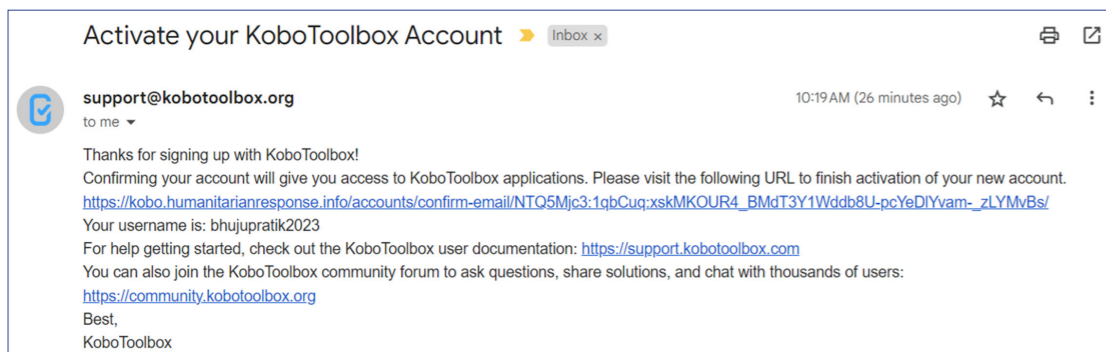 Activate your KoboToolbox Account Inbox ×
support@kobotoolbox.org 10:19 AM (26 minutes ago)
to me
Thanks for signing up with KoboToolbox!
Confirming your account will give you access to KoboToolbox applications. Please visit the following URL to finish activation of your new account.
https://kobo.humanitarianresponse.info/accounts/confirm-email/NTQ5Mjc3:1qbCuq:xskMKOUR4_BMdT3Y1Wddb8U-pcYeDlYvam-_zLYMvBs/
Your username is: bhujupratik2023
For help getting started, check out the KoboToolbox user documentation: https://support.kobotoolbox.com
You can also join the KoboToolbox community forum to ask questions, share solutions, and chat with thousands of users:
https://community.kobotoolbox.org
Best,
KoboToolbox